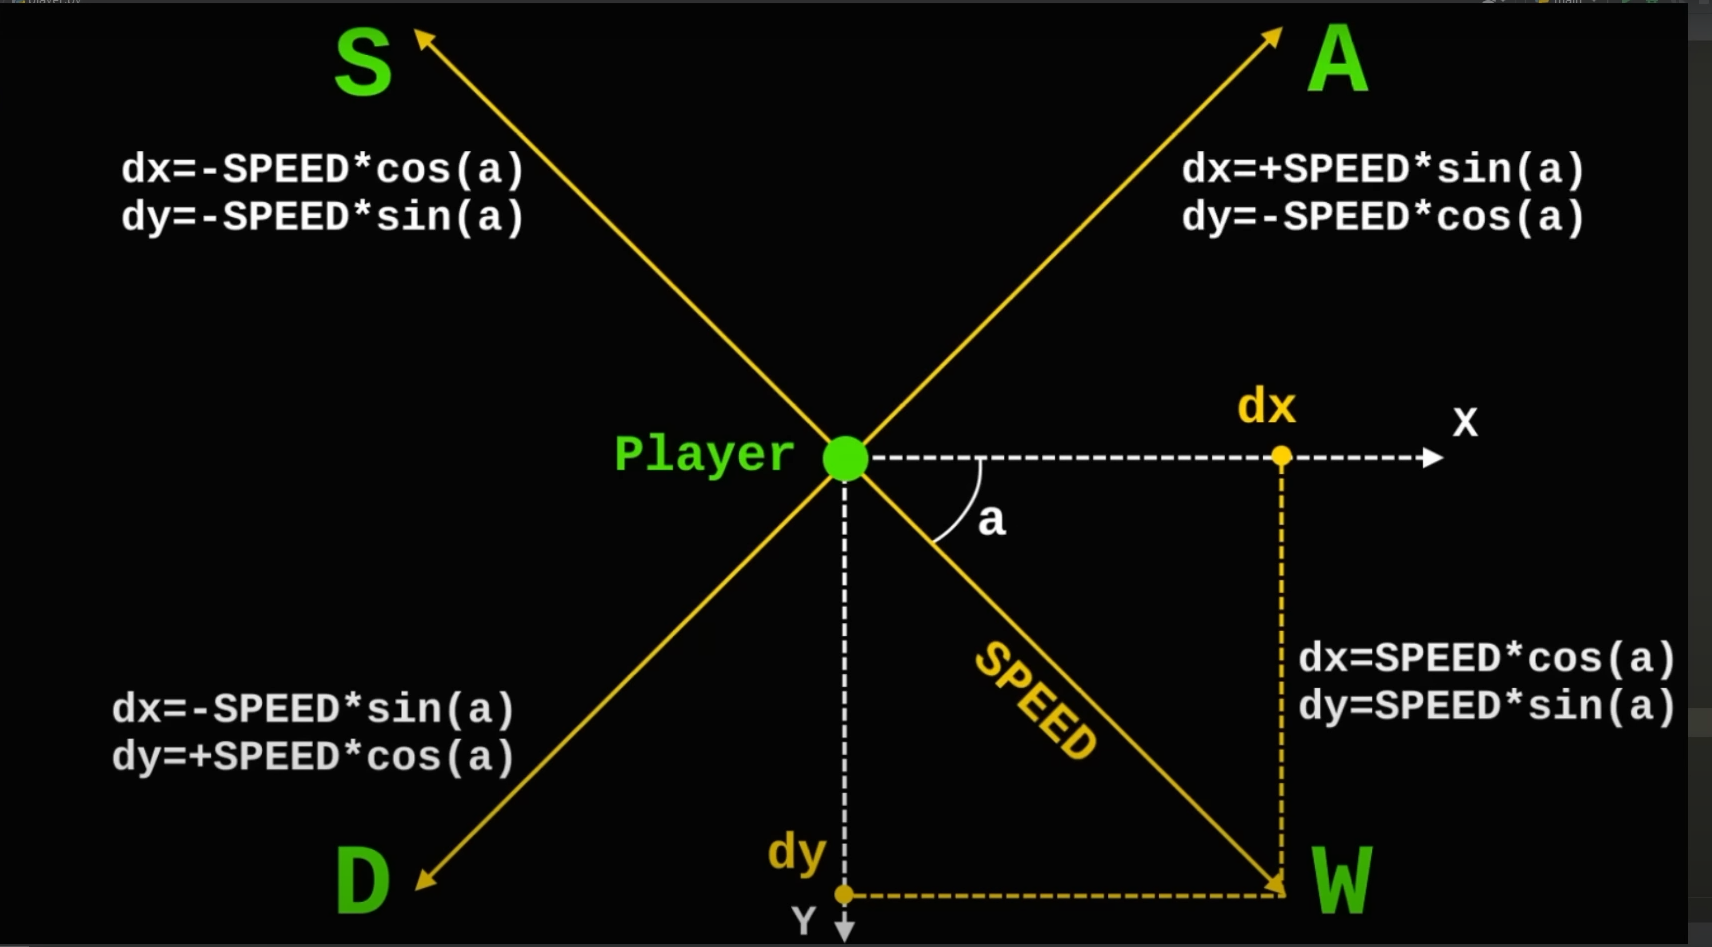 S
A
dx=-SPEED*cos(a)
dy=-SPEED*sin(a)
dx=+SPEED*sin(a)
dy=-SPEED*cos(a)
dx
X
Player
a
SPEED
dx=SPEED*cos(a)
dy=SPEED*sin(a)
dx=-SPEED*sin(a)
dy=+SPEED*cos(a)
dy
D
W
Y